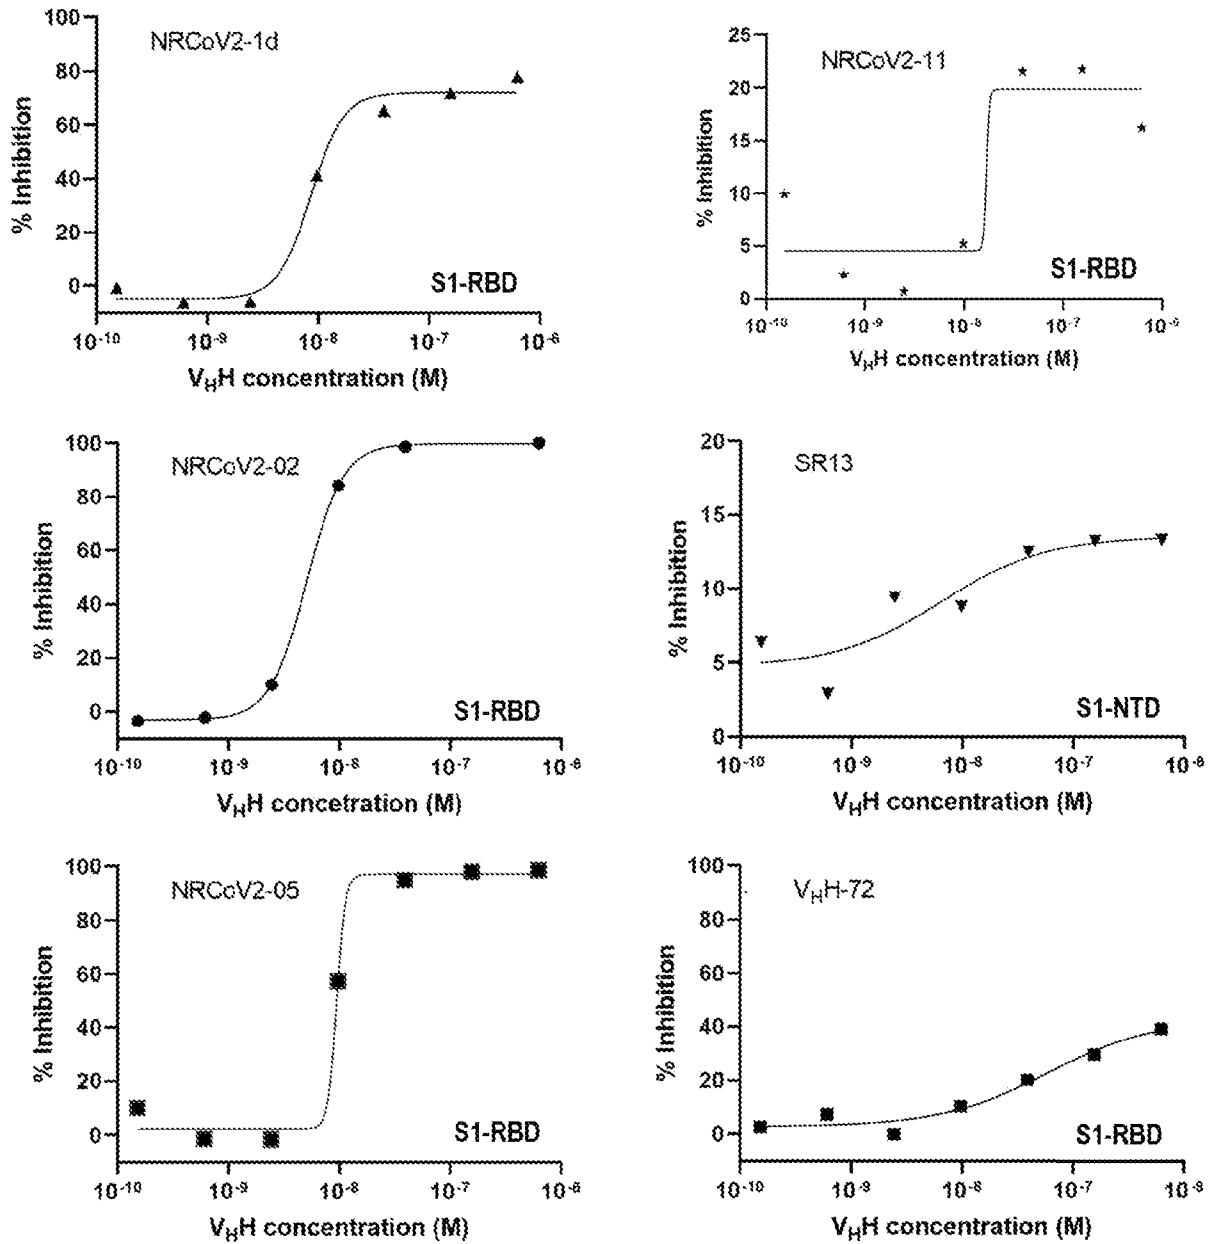 NRCoV2-1d
% Inhibition
100
80
60
40
20
0
S1-RBD
10⁻¹⁰ 10⁻⁹ 10⁻⁸ 10⁻⁷ 10⁻⁶
VHH concentration (M)
NRCoV2-11
% Inhibition
25
20
15
10
5
0
S1-RBD
10⁻¹⁰ 10⁻⁹ 10⁻⁸ 10⁻⁷ 10⁻⁶
VHH concentration (M)
NRCoV2-02
% Inhibition
100
80
60
40
20
0
S1-RBD
10⁻¹⁰ 10⁻⁹ 10⁻⁸ 10⁻⁷ 10⁻⁶
VHH concetration (M)
SR13
% Inhibition
20
15
10
5
0
S1-NTD
10⁻¹⁰ 10⁻⁹ 10⁻⁸ 10⁻⁷ 10⁻⁶
VHH concentration (M)
NRCoV2-05
% Inhibition
100
80
60
40
20
0
S1-RBD
10⁻¹⁰ 10⁻⁹ 10⁻⁸ 10⁻⁷ 10⁻⁶
VHH concentration (M)
VHH-72
% Inhibition
100
80
60
40
20
0
S1-RBD
10⁻¹⁰ 10⁻⁹ 10⁻⁸ 10⁻⁷ 10⁻⁶
VHH concentration (M)